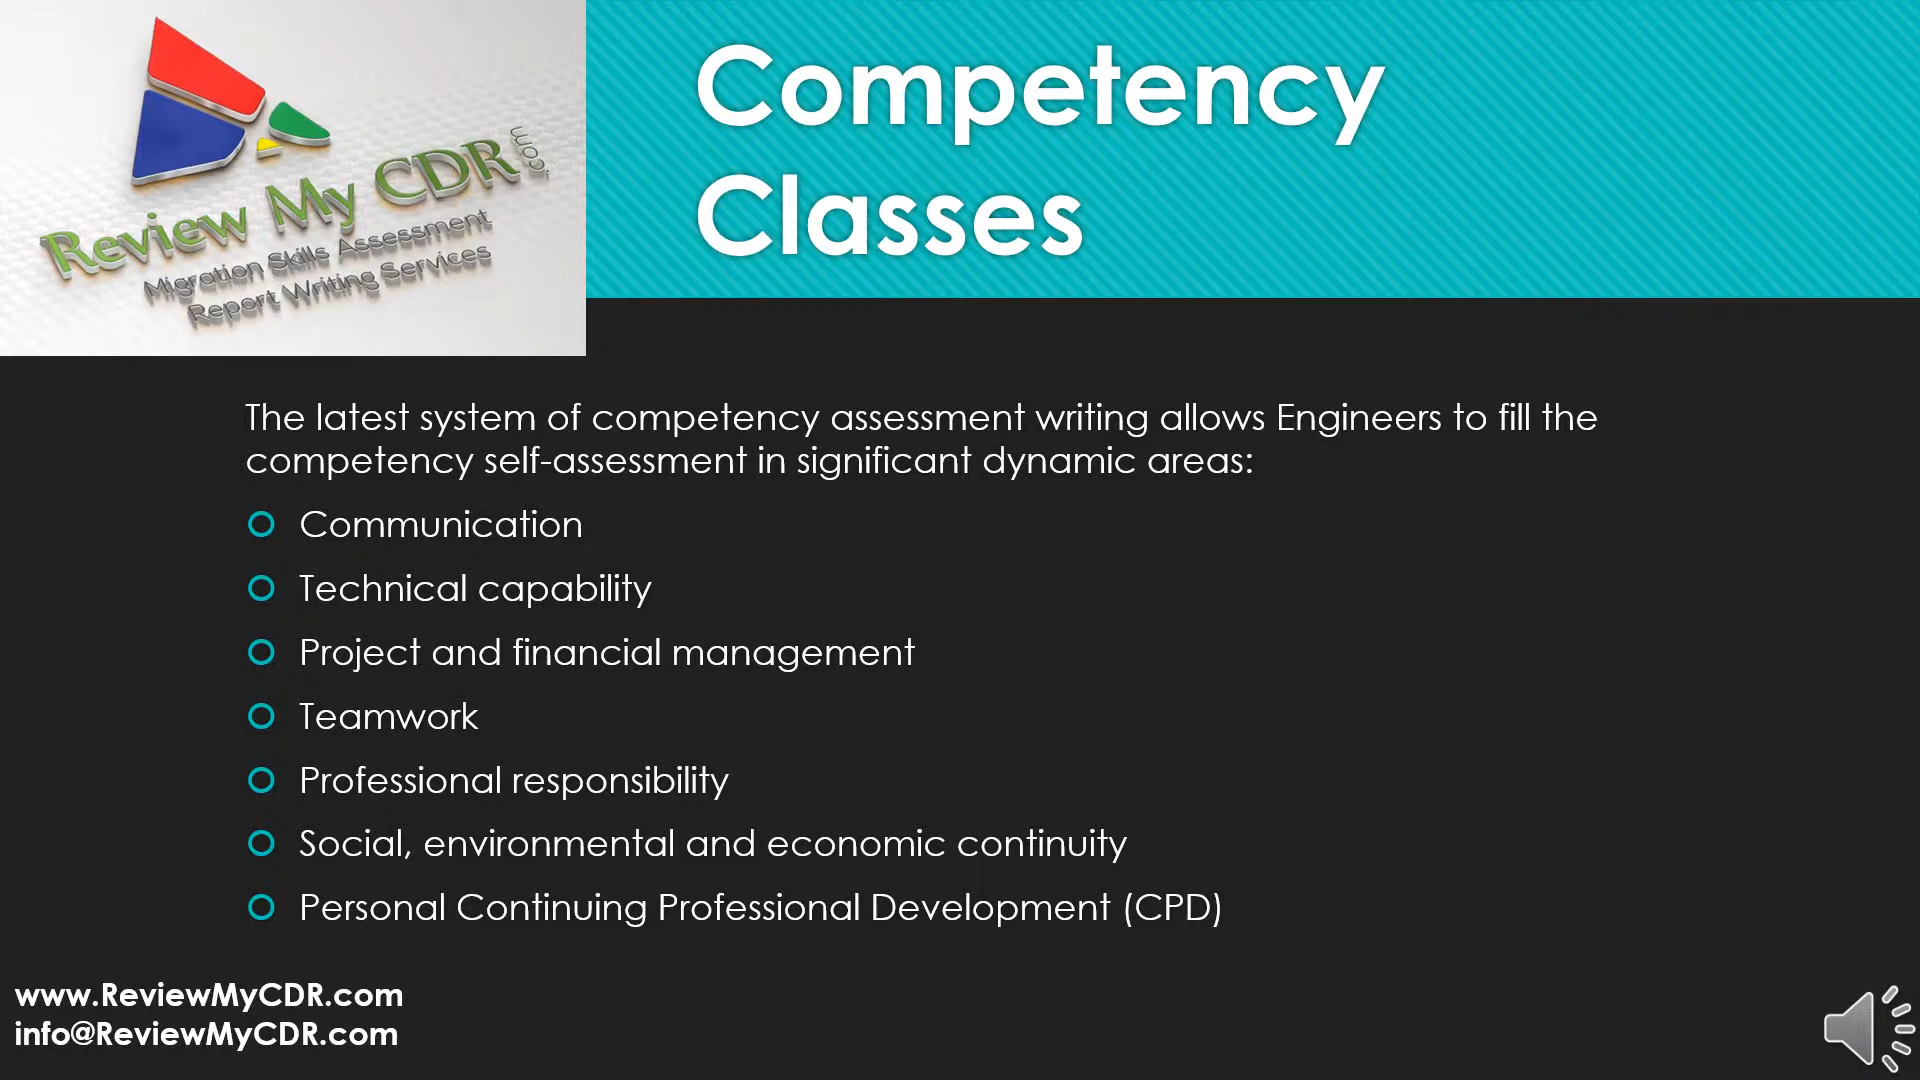 Review My CDR
.com
Migration Skills Assessment
Report Writing Services
Competency
Classes
The latest system of competency assessment writing allows Engineers to fill the
competency self-assessment in significant dynamic areas:
Communication
Technical capability
Project and financial management
Teamwork
Professional responsibility
Social, environmental and economic continuity
Personal Continuing Professional Development (CPD)
www.ReviewMyCDR.com
info@ReviewMyCDR.com